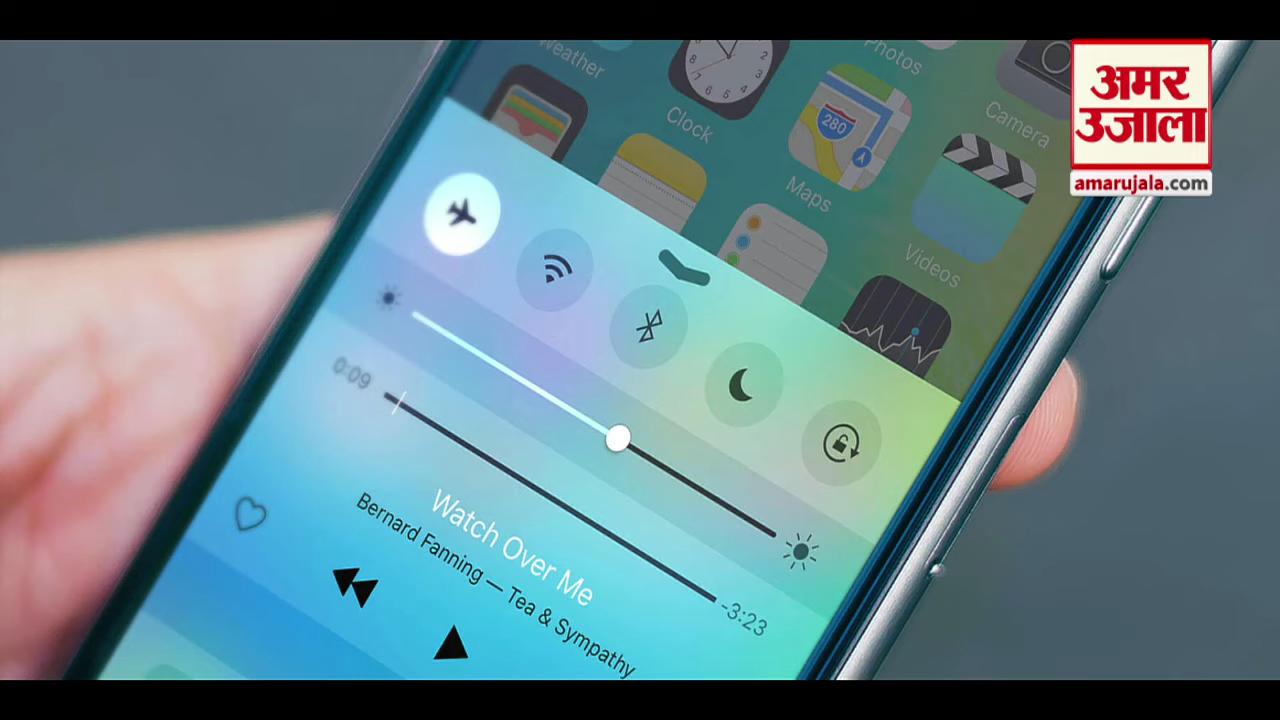 Weather
Clock
Photos
Camera
Maps
280
Videos
अमर
उजाला
amarujala.com
0:09
-3:23
Watch Over Me
Bernard Fanning — Tea & Sympathy